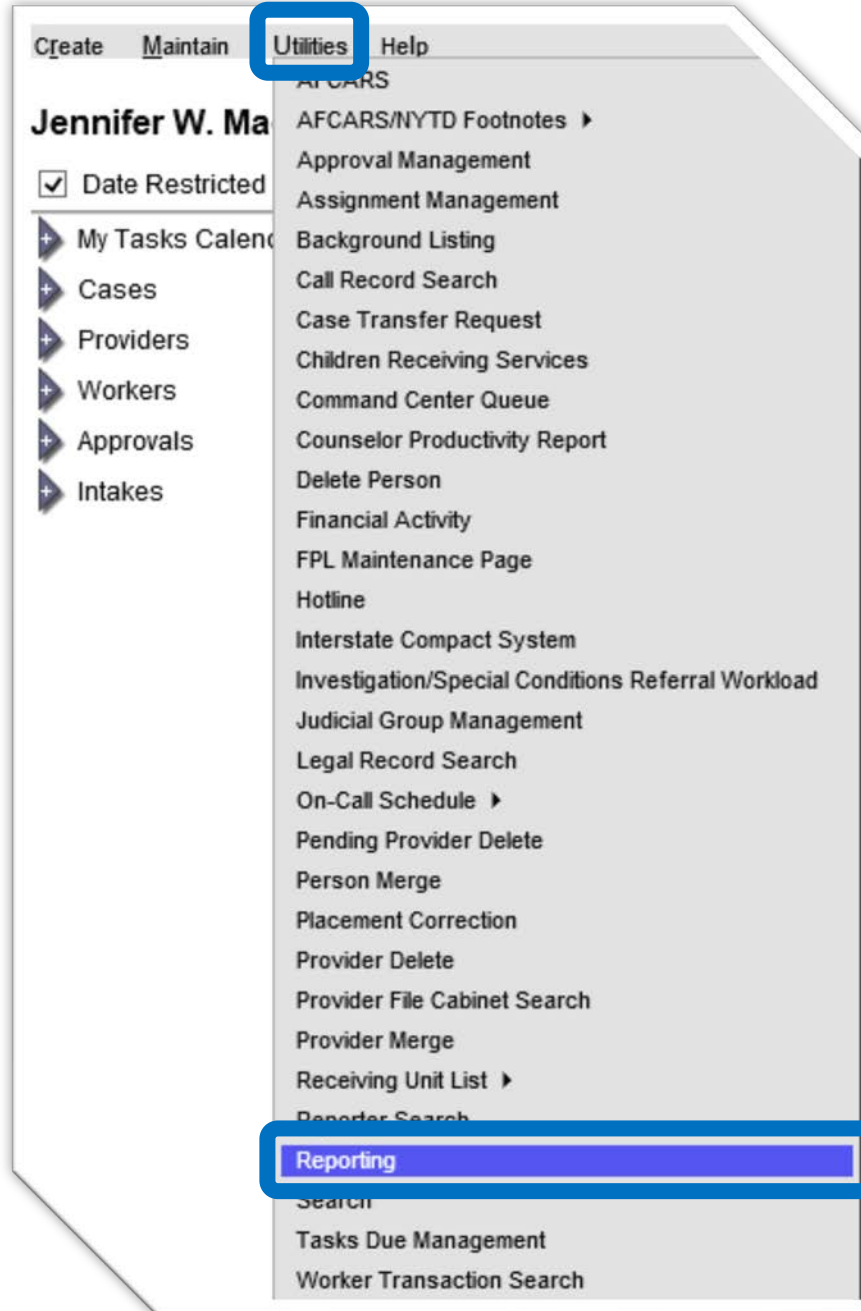 Create Maintain Utilities Help
Jennifer W. Ma
Date Restricted
My Tasks Calend
Cases
Providers
Workers
Approvals
Intakes
AFCARS
AFCARS/NYTD Footnotes
Approval Management
Assignment Management
Background Listing
Call Record Search
Case Transfer Request
Children Receiving Services
Command Center Queue
Counselor Productivity Report
Delete Person
Financial Activity
FPL Maintenance Page
Hotline
Interstate Compact System
Investigation/Special Conditions Referral Workload
Judicial Group Management
Legal Record Search
On-Call Schedule
Pending Provider Delete
Person Merge
Placement Correction
Provider Delete
Provider File Cabinet Search
Provider Merge
Receiving Unit List
Reporter Search
Reporting
Search
Tasks Due Management
Worker Transaction Search